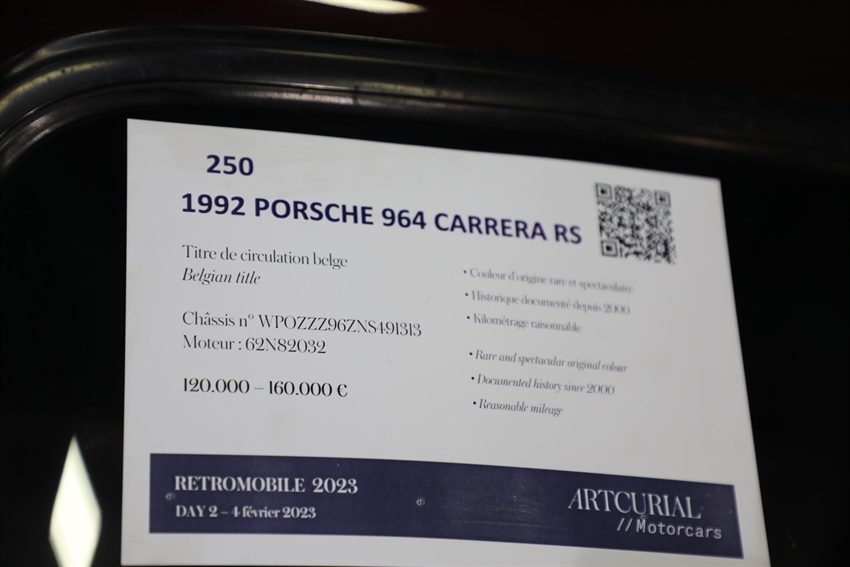 250
1992 PORSCHE 964 CARRERA RS
Titre de circulation belge
Belgian title
Châssis n° WPOZZZ96ZNS491313
Moteur : 62N82032
120.000 – 160.000 €
• Couleur d'origine rare et spectaculaire
• Historique documenté depuis 2000
• Kilométrage raisonnable
• Rare and spectacular original colour
• Documented history since 2000
• Reasonable mileage
RETROMOBILE 2023
DAY 2 – 4 février 2023
ARTCURIAL
//Motorcars